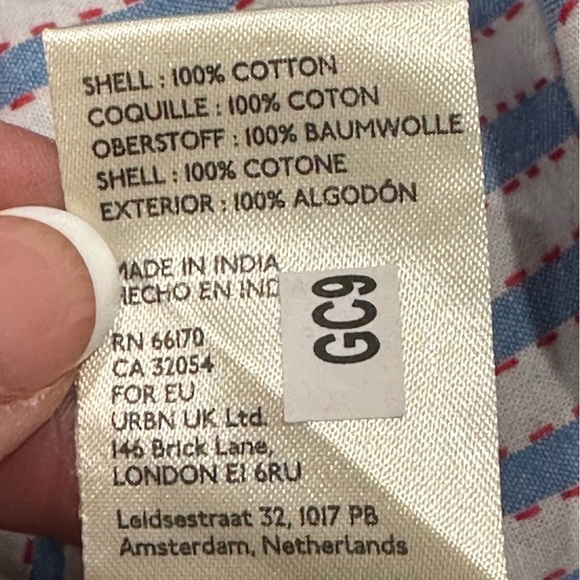 SHELL : 100% COTTON
COQUILLE : 100% COTON
OBERSTOFF : 100% BAUMWOLLE
SHELL : 100% COTONE
EXTERIOR : 100% ALGODÓN
MADE IN INDIA
HECHO EN IND
GC9
RN 66170
CA 32054
FOR EU
URBN UK Ltd.
146 Brick Lane,
LONDON E1 6RU
Leidsestraat 32, 1017 PB
Amsterdam, Netherlands